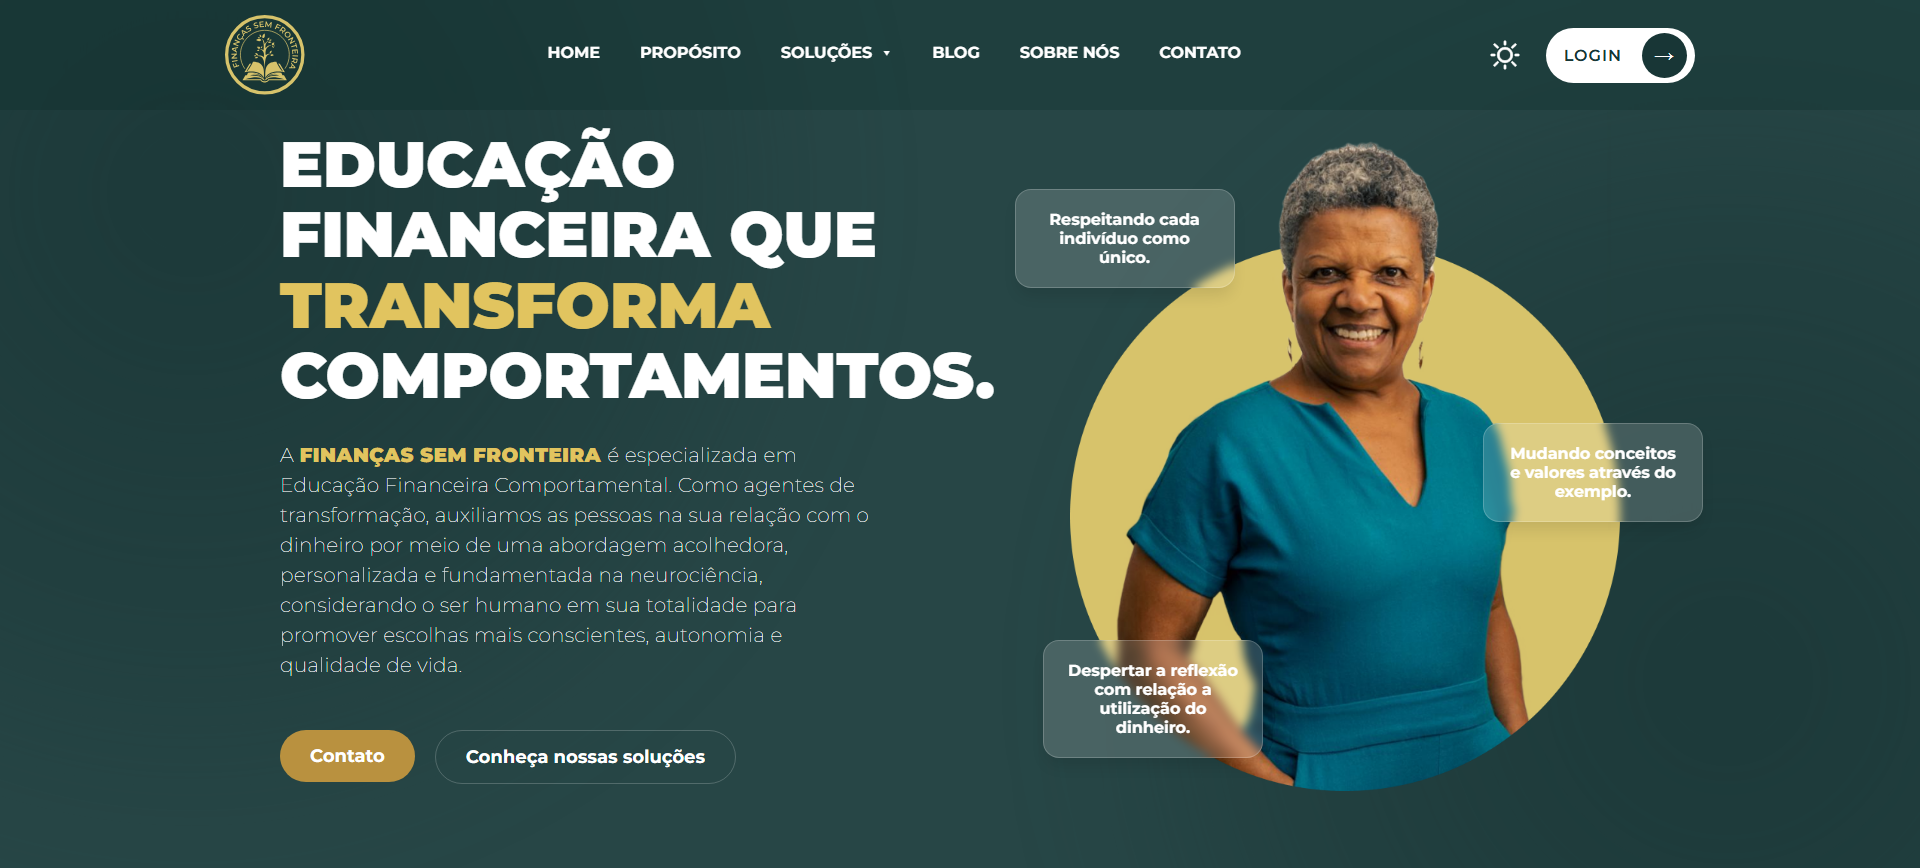 FINANÇAS SEM FRONTEIRA
HOME PROPÓSITO SOLUÇÕES BLOG SOBRE NÓS CONTATO
LOGIN
EDUCAÇÃO
FINANCEIRA QUE
TRANSFORMA
COMPORTAMENTOS.
A FINANÇAS SEM FRONTEIRA é especializada em
Educação Financeira Comportamental. Como agentes de
transformação, auxiliamos as pessoas na sua relação com o
dinheiro por meio de uma abordagem acolhedora,
personalizada e fundamentada na neurociência,
considerando o ser humano em sua totalidade para
promover escolhas mais conscientes, autonomia e
qualidade de vida.
Contato
Conheça nossas soluções
Respeitando cada
indivíduo como
único.
Mudando conceitos
e valores através do
exemplo.
Despertar a reflexão
com relação a
utilização do
dinheiro.